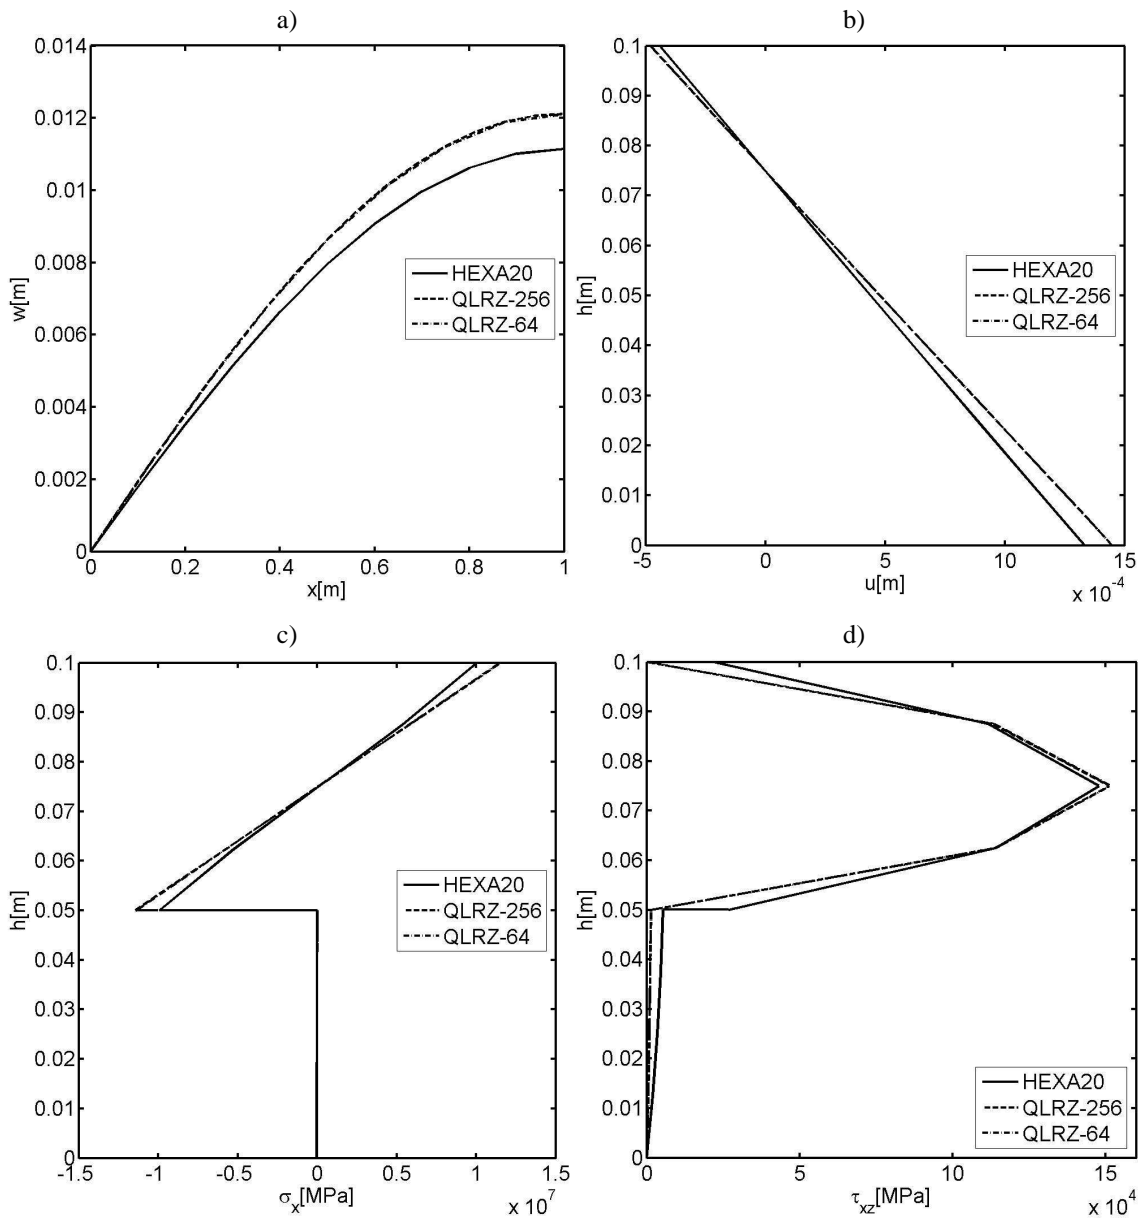 a)
0.014
0.012
0.01
0.008
0.006
0.004
0.002
0
w[m]
HEXA20
QLRZ-256
QLRZ-64
0 0.2 0.4 0.6 0.8 1
x[m]
b)
0.1
0.09
0.08
0.07
0.06
0.05
0.04
0.03
0.02
0.01
0
h[m]
HEXA20
QLRZ-256
QLRZ-64
-5 0 5 10 15
u[m]
x 10^-4
c)
0.1
0.09
0.08
0.07
0.06
0.05
0.04
0.03
0.02
0.01
0
h[m]
HEXA20
QLRZ-256
QLRZ-64
-1.5 -1 -0.5 0 0.5 1 1.5
σx[MPa]
x 10^7
d)
0.1
0.09
0.08
0.07
0.06
0.05
0.04
0.03
0.02
0.01
0
h[m]
HEXA20
QLRZ-256
QLRZ-64
0 5 10 15
τxz[MPa]
x 10^4